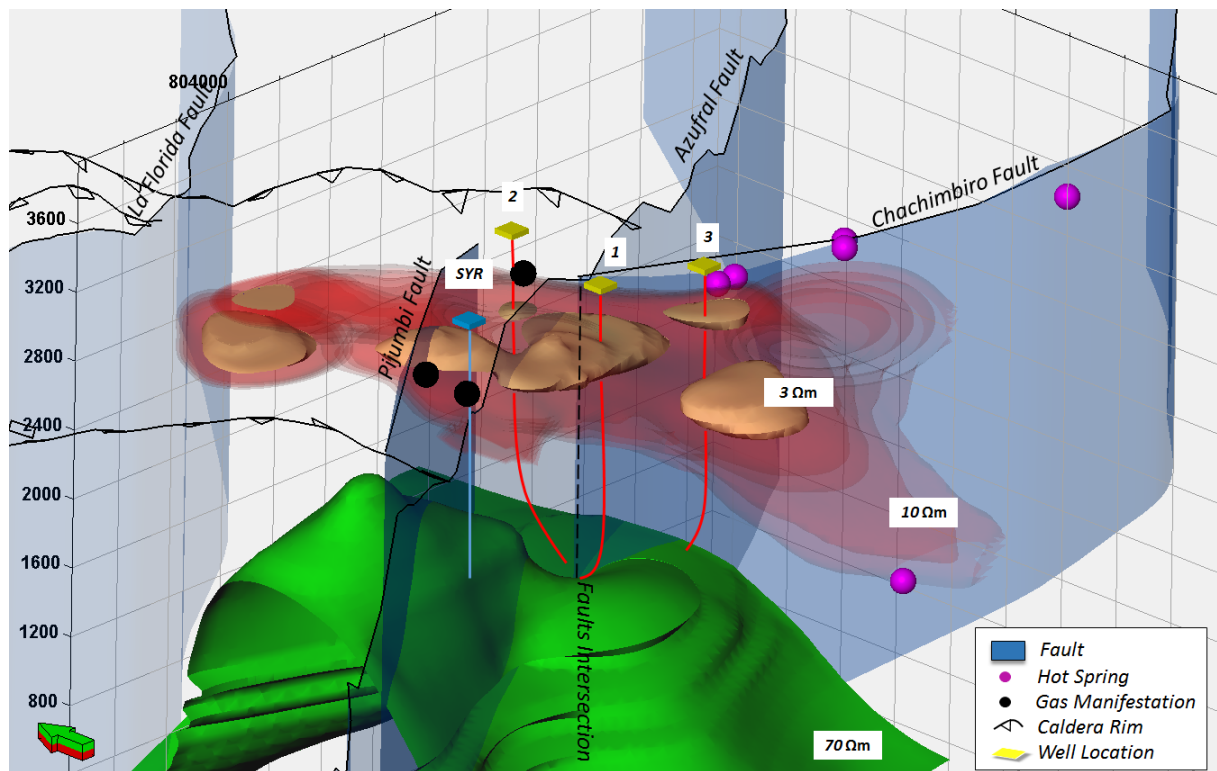 804000
La Florida Fault
Azufral Fault
Chachimbiro Fault
3600
2
1
3
3200
SYR
Pijumbi Fault
2800
3 Ωm
2400
2000
10 Ωm
1600
Faults Intersection
1200
800
70 Ωm
Fault
Hot Spring
Gas Manifestation
Caldera Rim
Well Location